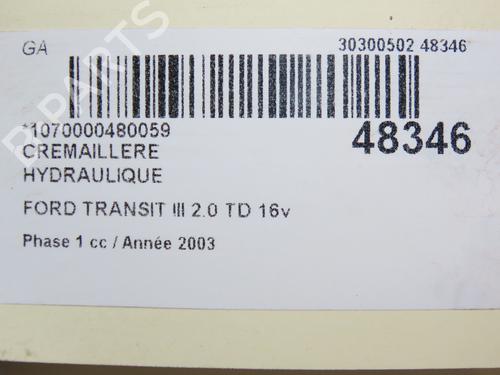 GA 30300502 48346
*1070000480059 48346
CREMAILLERE
HYDRAULIQUE
FORD TRANSIT III 2.0 TD 16v
Phase 1 cc / Année 2003
B-PARTS